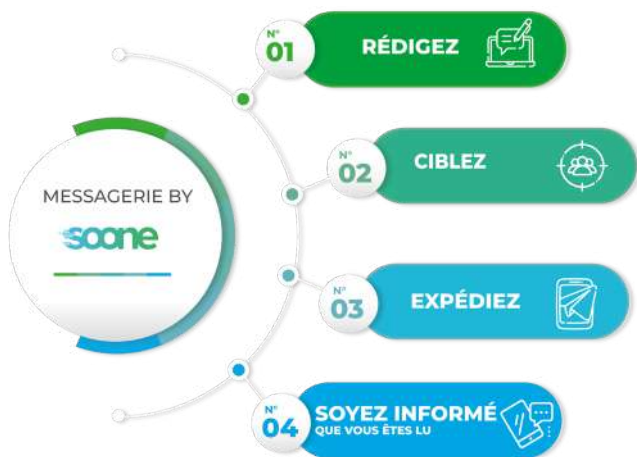 MESSAGERIE BY
soone
N°
01
RÉDIGEZ
N°
02
CIBLEZ
N°
03
EXPÉDIEZ
N°
04
SOYEZ INFORMÉ
QUE VOUS ÊTES LU